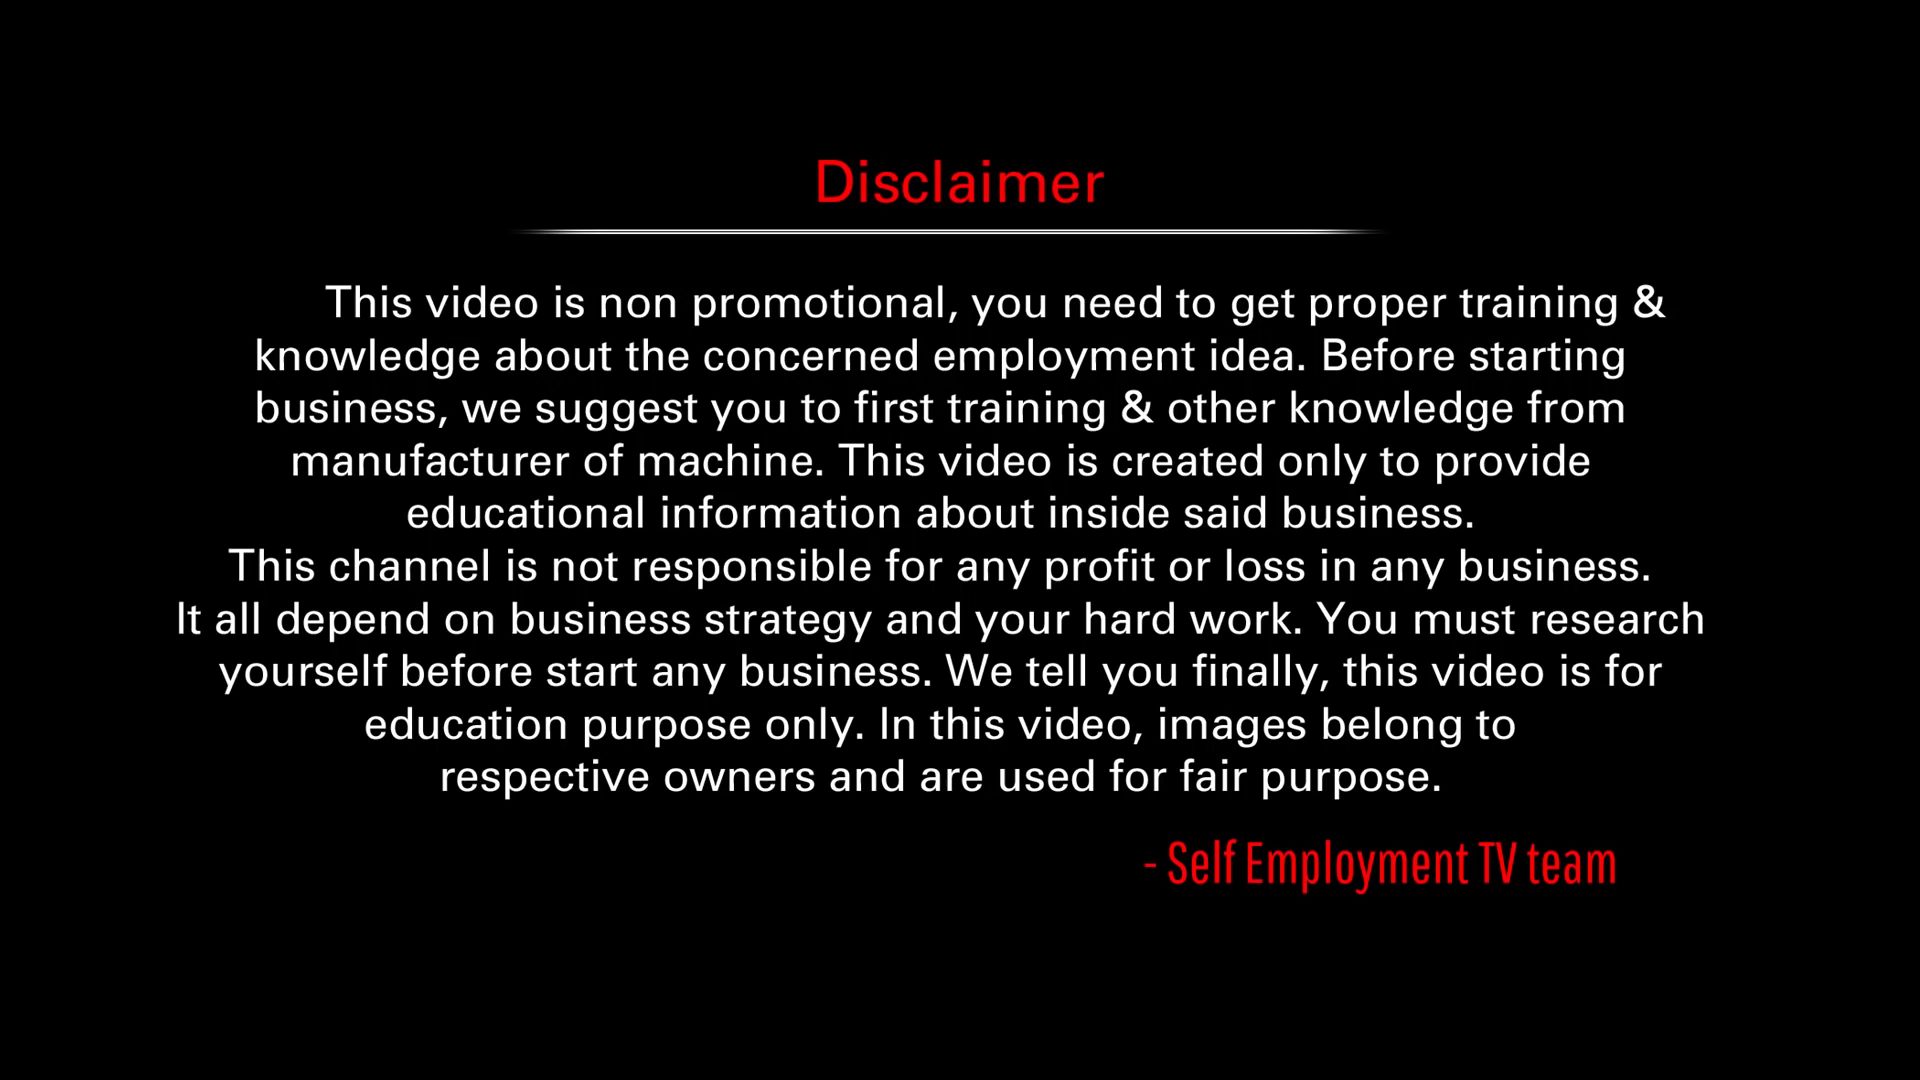 Disclaimer
This video is non promotional, you need to get proper training &
knowledge about the concerned employment idea. Before starting
business, we suggest you to first training & other knowledge from
manufacturer of machine. This video is created only to provide
educational information about inside said business.
This channel is not responsible for any profit or loss in any business.
It all depend on business strategy and your hard work. You must research
yourself before start any business. We tell you finally, this video is for
education purpose only. In this video, images belong to
respective owners and are used for fair purpose.
- Self Employment TV team